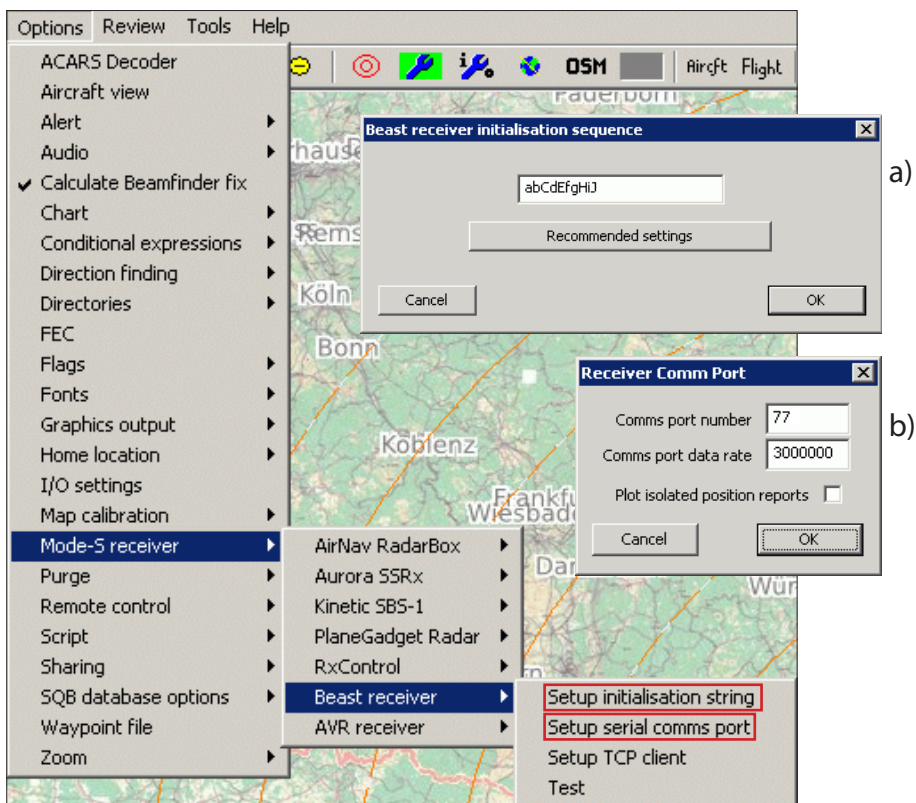 Options Review Tools Help
ACARS Decoder
Aircraft view
Alert
Audio
Calculate Beamfinder fix
Chart
Conditional expressions
Direction finding
Directories
FEC
Flags
Fonts
Graphics output
Home location
I/O settings
Map calibration
Mode-S receiver
Purge
Remote control
Script
Sharing
SQB database options
Waypoint file
Zoom
OSM Aircft Flight
Paderborn
Beast receiver initialisation sequence
abCdEfgHiJ
Recommended settings
Cancel OK
a)
Köln
Bonn
Koblenz
Receiver Comm Port
Comms port number 77
Comms port data rate 3000000
Plot isolated position reports
Cancel OK
b)
Frankfu
Wiesbad
Dar
Wür
AirNav RadarBox
Aurora SSRx
Kinetic SBS-1
PlaneGadget Radar
RxControl
Beast receiver
AVR receiver
Setup initialisation string
Setup serial comms port
Setup TCP client
Test